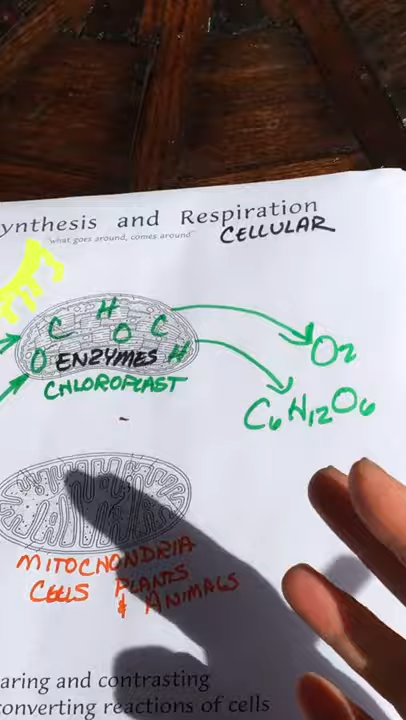 ynthesis and Respiration
"what goes around, comes around"
CELLULAR
H
C O C
O ENZYMES H
CHLOROPLAST
O2
C6H12O6
MITOCHONDRIA
CELLS PLANTS
& ANIMALS
aring and contrasting
converting reactions of cells